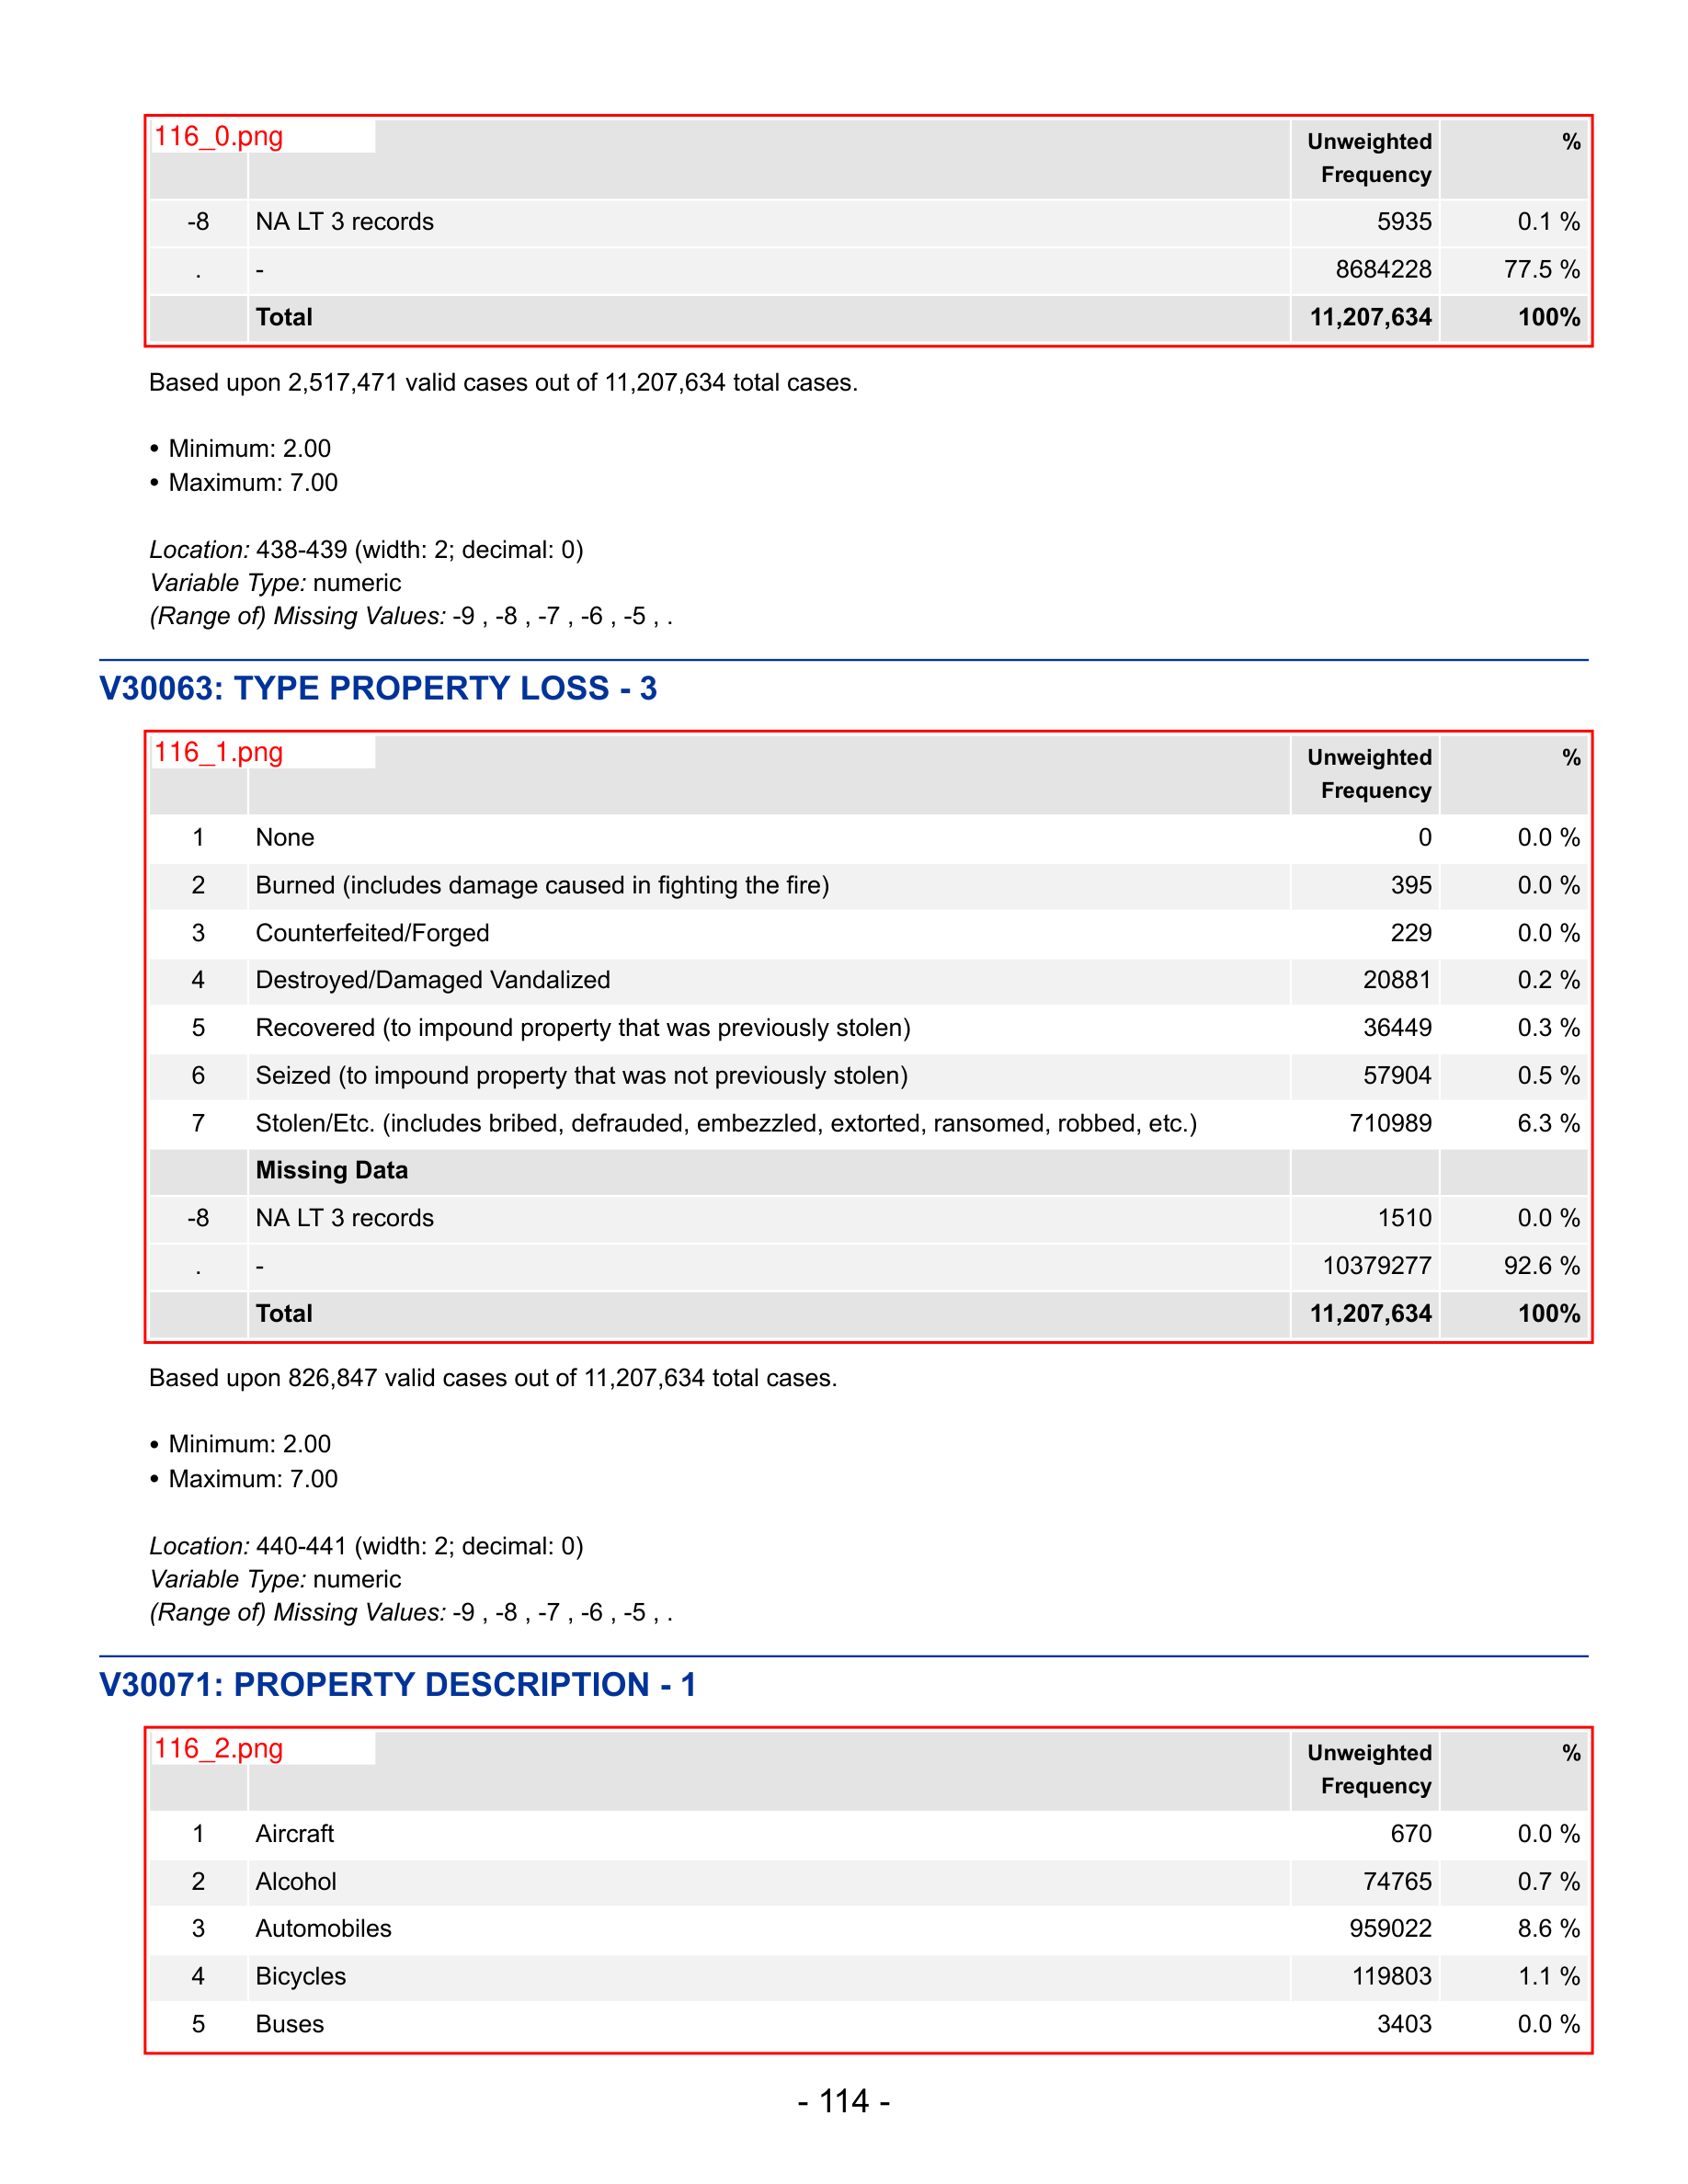 116_0.png
Unweighted Frequency %
-8 NA LT 3 records 5935 0.1 %
. - 8684228 77.5 %
Total 11,207,634 100%
Based upon 2,517,471 valid cases out of 11,207,634 total cases.
• Minimum: 2.00
• Maximum: 7.00
Location: 438-439 (width: 2; decimal: 0)
Variable Type: numeric
(Range of) Missing Values: -9 , -8 , -7 , -6 , -5 , .
V30063: TYPE PROPERTY LOSS - 3
116_1.png
Unweighted Frequency %
1 None 0 0.0 %
2 Burned (includes damage caused in fighting the fire) 395 0.0 %
3 Counterfeited/Forged 229 0.0 %
4 Destroyed/Damaged Vandalized 20881 0.2 %
5 Recovered (to impound property that was previously stolen) 36449 0.3 %
6 Seized (to impound property that was not previously stolen) 57904 0.5 %
7 Stolen/Etc. (includes bribed, defrauded, embezzled, extorted, ransomed, robbed, etc.) 710989 6.3 %
Missing Data
-8 NA LT 3 records 1510 0.0 %
. - 10379277 92.6 %
Total 11,207,634 100%
Based upon 826,847 valid cases out of 11,207,634 total cases.
• Minimum: 2.00
• Maximum: 7.00
Location: 440-441 (width: 2; decimal: 0)
Variable Type: numeric
(Range of) Missing Values: -9 , -8 , -7 , -6 , -5 , .
V30071: PROPERTY DESCRIPTION - 1
116_2.png
Unweighted Frequency %
1 Aircraft 670 0.0 %
2 Alcohol 74765 0.7 %
3 Automobiles 959022 8.6 %
4 Bicycles 119803 1.1 %
5 Buses 3403 0.0 %
- 114 -